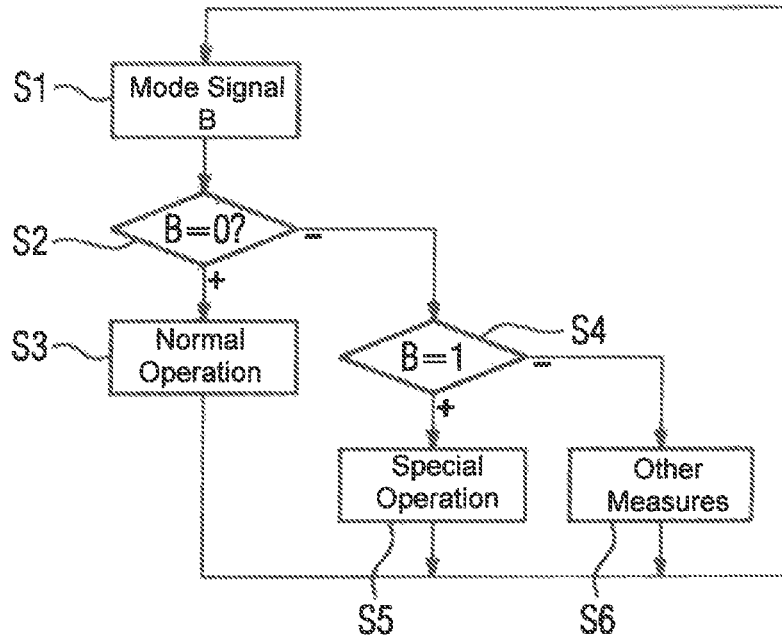 S1
Mode Signal
B
S2
B=0?
-
+
S3
Normal
Operation
S4
B=1
-
+
Special
Operation
Other
Measures
S5
S6